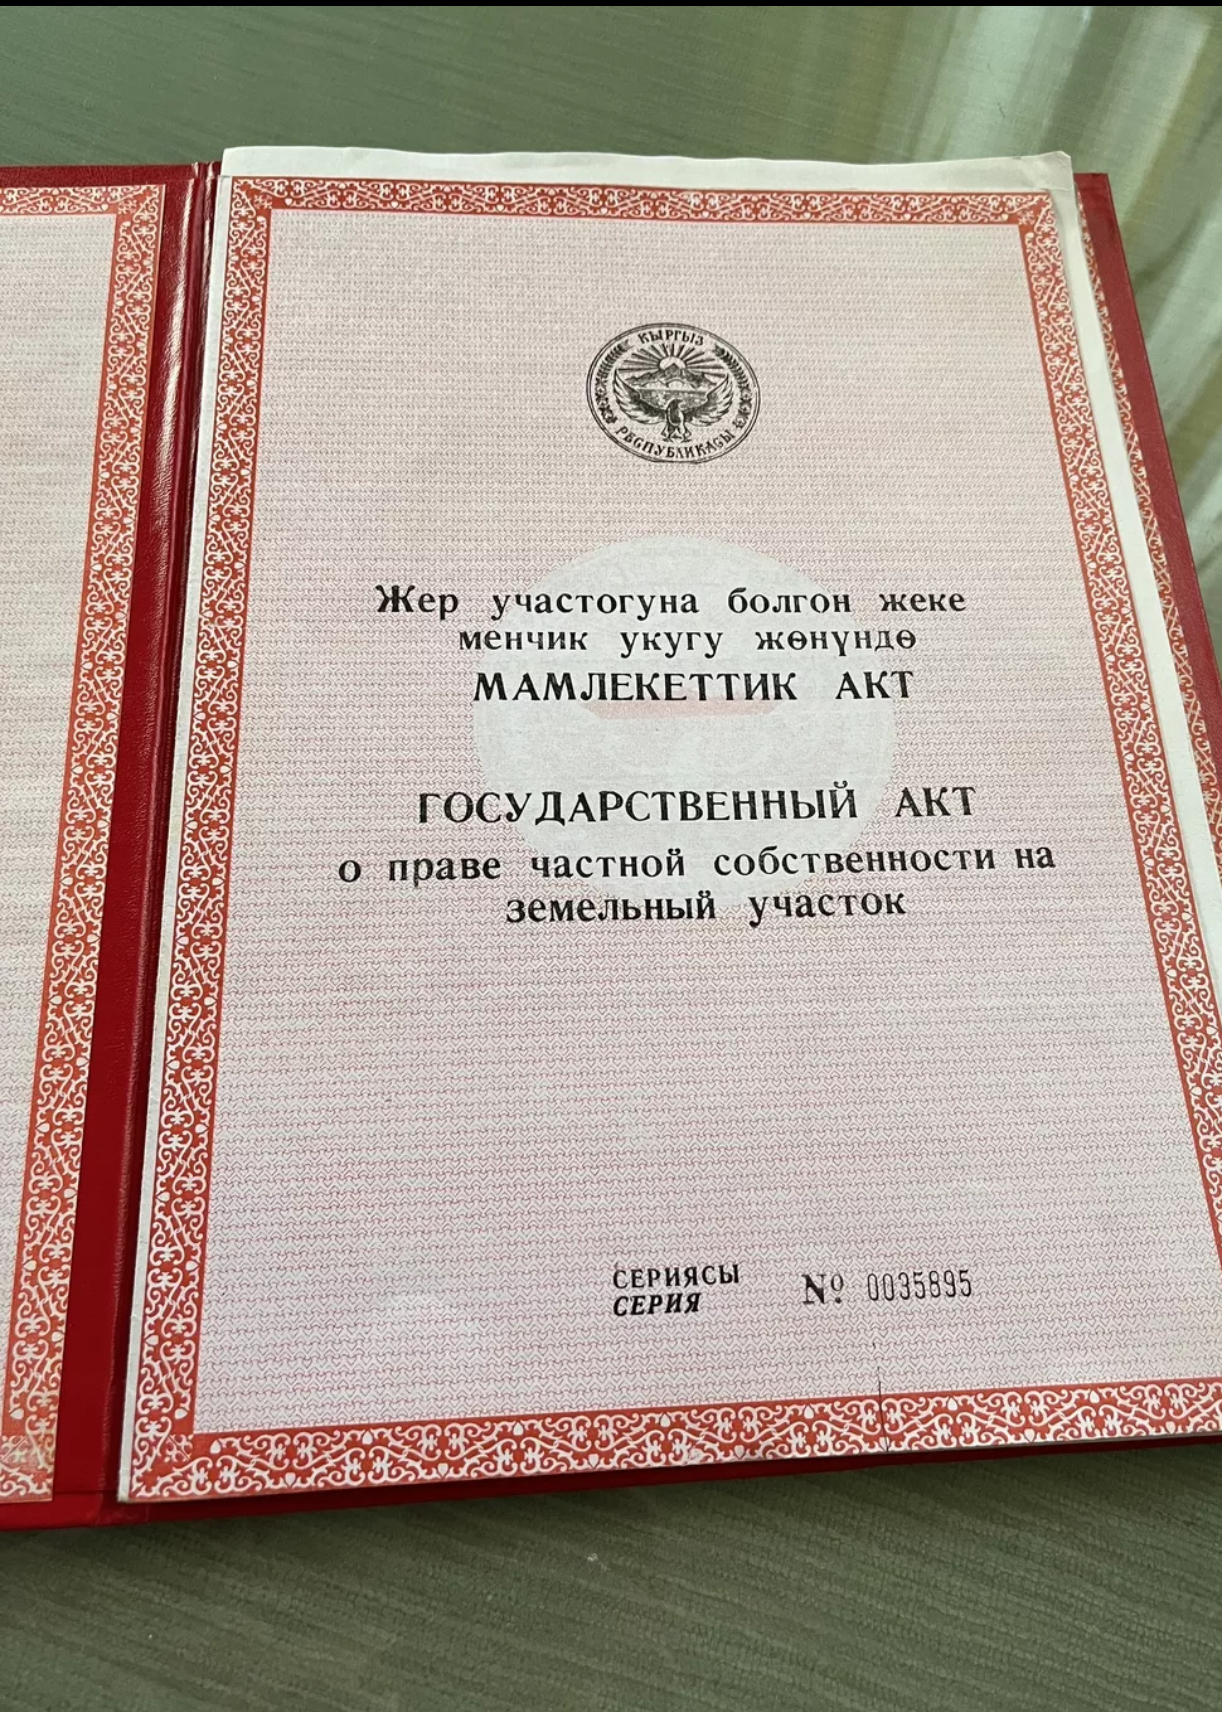 КЫРГЫЗ
РЕСПУБЛИКАСЫ
Жер участогуна болгон жеке
менчик укугу жөнүндө
МАМЛЕКЕТТИК АКТ
ГОСУДАРСТВЕННЫЙ АКТ
о праве частной собственности на
земельный участок
СЕРИЯСЫ
СЕРИЯ № 0035895